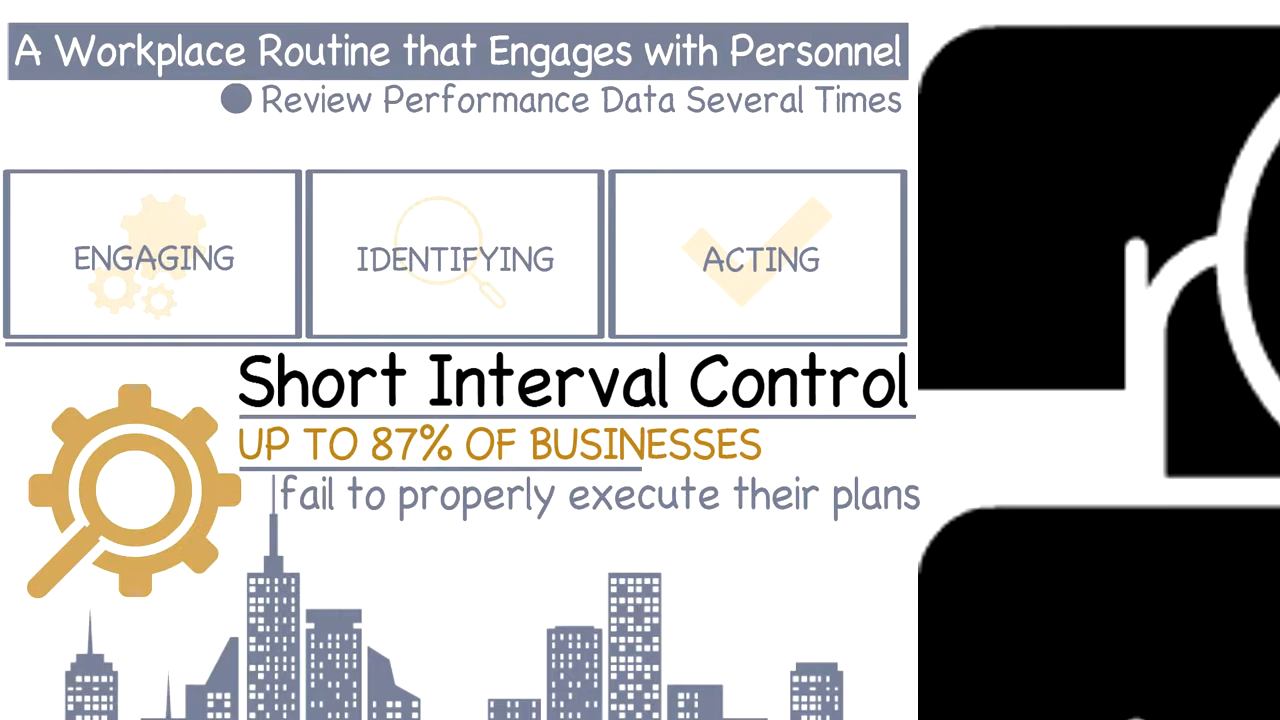 A Workplace Routine that Engages with Personnel
Review Performance Data Several Times
ENGAGING
IDENTIFYING
ACTING
Short Interval Control
UP TO 87% OF BUSINESSES
fail to properly execute their plans